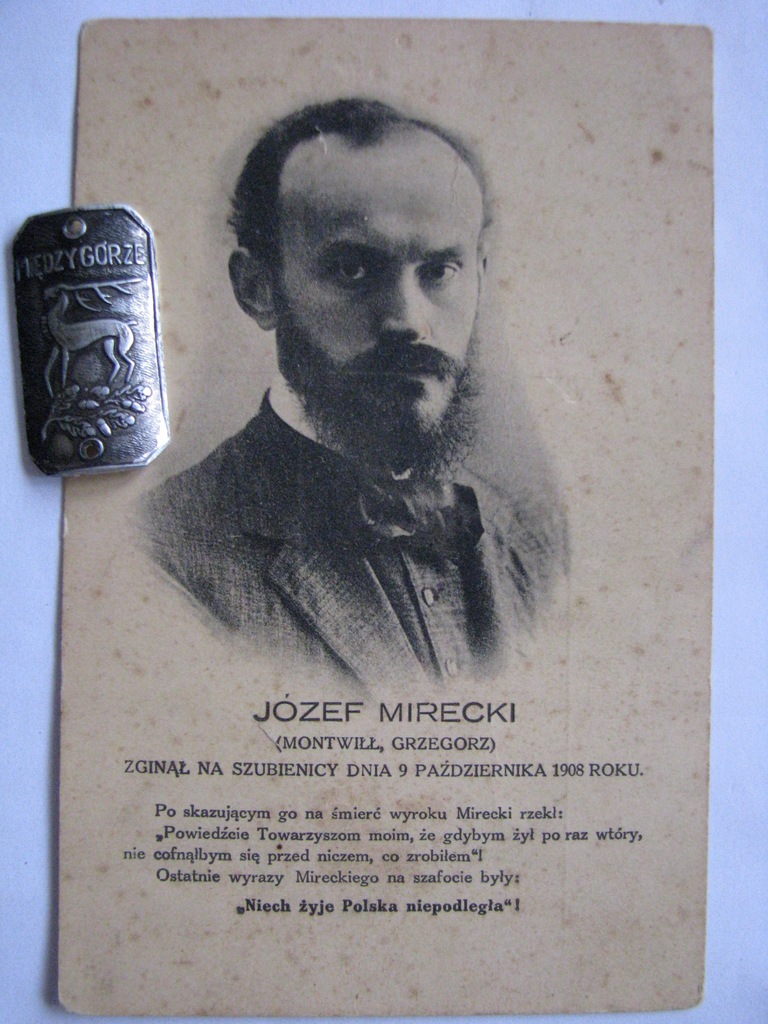 MIĘDZYGÓRZE
JÓZEF MIRECKI
(MONTWIŁŁ, GRZEGORZ)
ZGINĄŁ NA SZUBIENICY DNIA 9 PAŹDZIERNIKA 1908 ROKU.
Po skazującym go na śmierć wyroku Mirecki rzekł:
„Powiedźcie Towarzyszom moim, że gdybym żył po raz wtóry,
nie cofnąłbym się przed niczem, co zrobiłem“!
Ostatnie wyrazy Mireckiego na szafocie były:
„Niech żyje Polska niepodległa“!